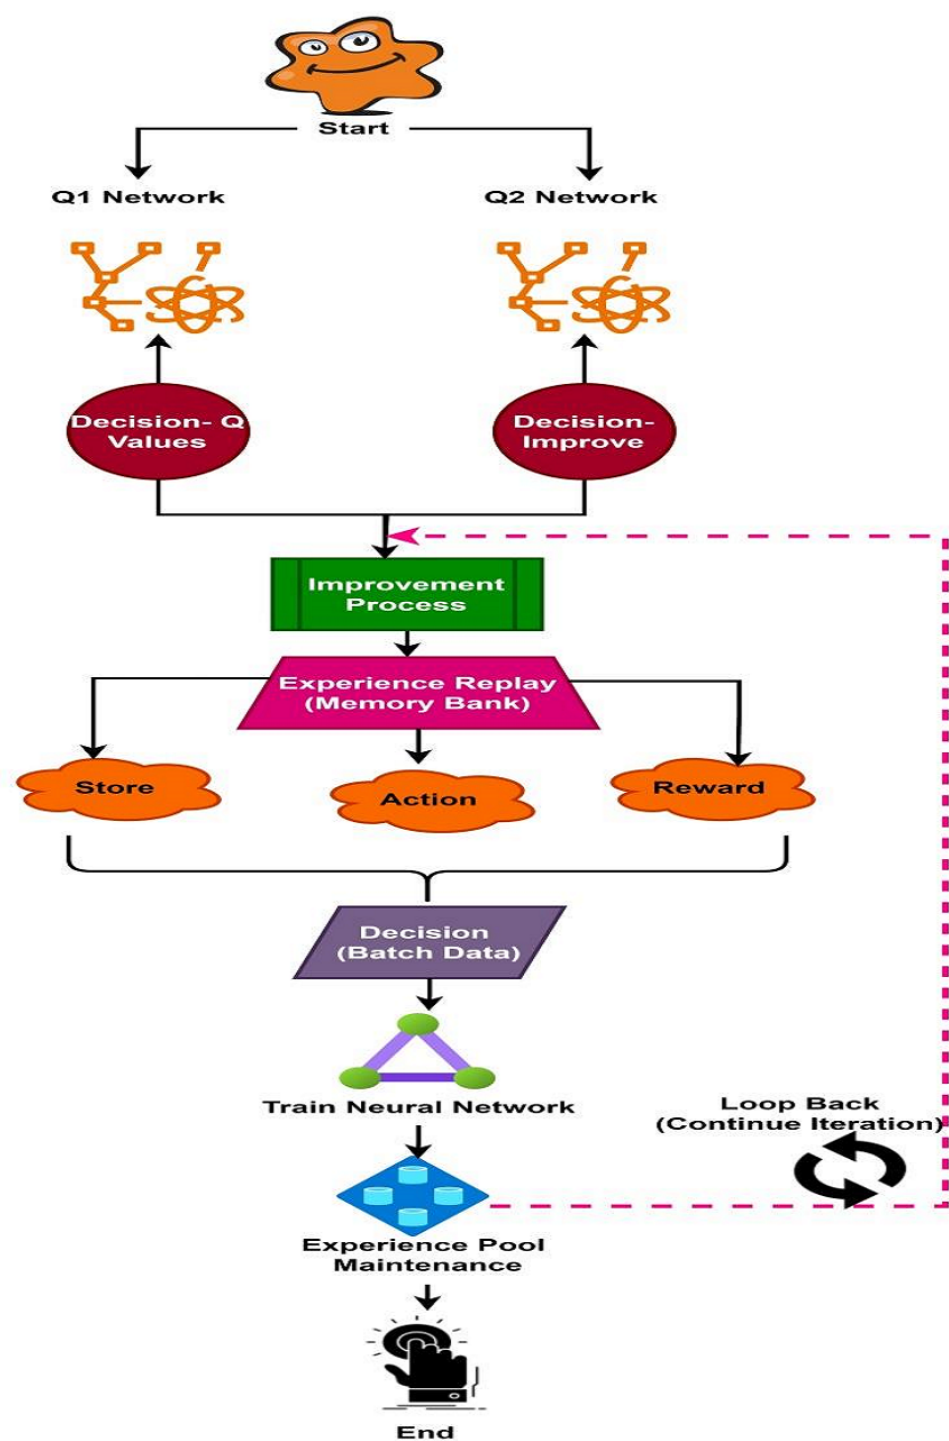 Start
Q1 Network
Q2 Network
Decision- Q
Values
Decision-
Improve
Improvement
Process
Experience Replay
(Memory Bank)
Store
Action
Reward
Decision
(Batch Data)
Train Neural Network
Loop Back
(Continue Iteration)
Experience Pool
Maintenance
End